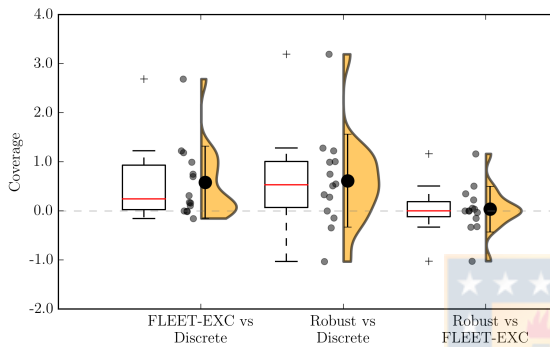 4.0
3.0
2.0
1.0
0.0
-1.0
-2.0
Coverage
FLEET-EXC vs
Discrete
Robust vs
Discrete
Robust vs
FLEET-EXC